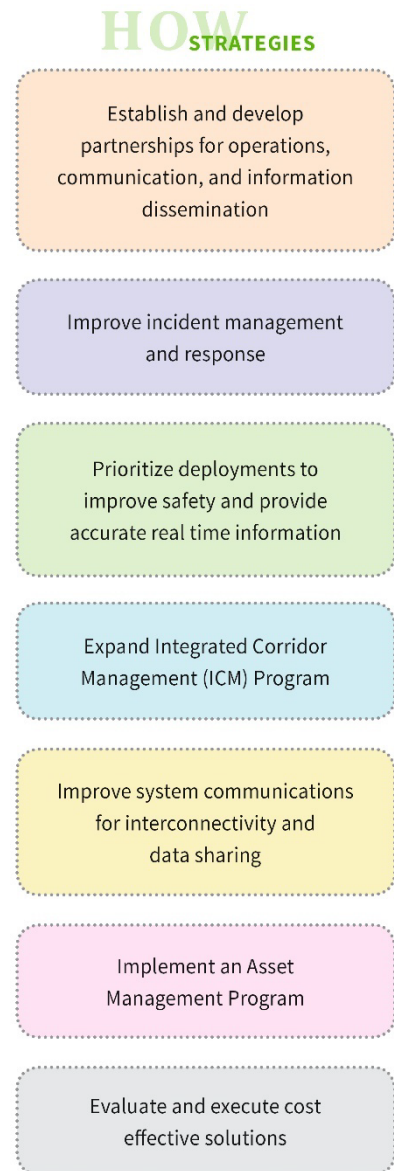 HOW
STRATEGIES
Establish and develop
partnerships for operations,
communication, and information
dissemination
Improve incident management
and response
Prioritize deployments to
improve safety and provide
accurate real time information
Expand Integrated Corridor
Management (ICM) Program
Improve system communications
for interconnectivity and
data sharing
Implement an Asset
Management Program
Evaluate and execute cost
effective solutions